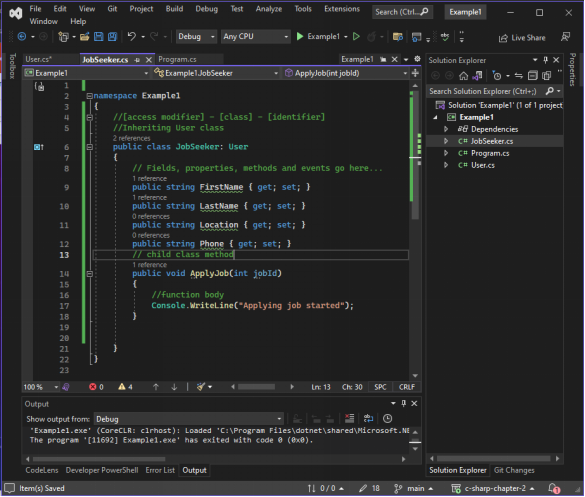 File Edit View Git Project Build Debug
Test Analyze Tools Extensions Window Help
Search (Ctrl+...
Example1
Debug Any CPU Example1
Live Share
Toolbox
User.cs* JobSeeker.cs Program.cs Example1
Example1 Example1.JobSeeker ApplyJob(int jobId)
1
2 namespace Example1
3 {
4 //[access modifier] - [class] - [identifier]
5 //Inheriting User class
2 references
6 public class JobSeeker: User
7 {
8 // Fields, properties, methods and events go here...
1 reference
9 public string FirstName { get; set; }
1 reference
10 public string LastName { get; set; }
0 references
11 public string Location { get; set; }
0 references
12 public string Phone { get; set; }
13 // child class method
1 reference
14 public void ApplyJob(int jobId)
15 {
16 //function body
17 Console.WriteLine("Applying job started");
18 }
19
20
21 }
22 }
100 % 0 4 Ln: 13 Ch: 30 SPC CRLF
Output
Show output from: Debug
'Example1.exe' (CoreCLR: clrhost): Loaded 'C:\Program Files\dotnet\shared\Microsoft.NE
The program '[11692] Example1.exe' has exited with code 0 (0x0).
CodeLens Developer PowerShell Error List Output
Solution Explorer
Search Solution Explorer (Ctrl+;)
Solution 'Example1' (1 of 1 project
Example1
Dependencies
C# JobSeeker.cs
C# Program.cs
C# User.cs
Solution Explorer Git Changes
Properties
Item(s) Saved 0 / 0 18 main c-sharp-chapter-2 1